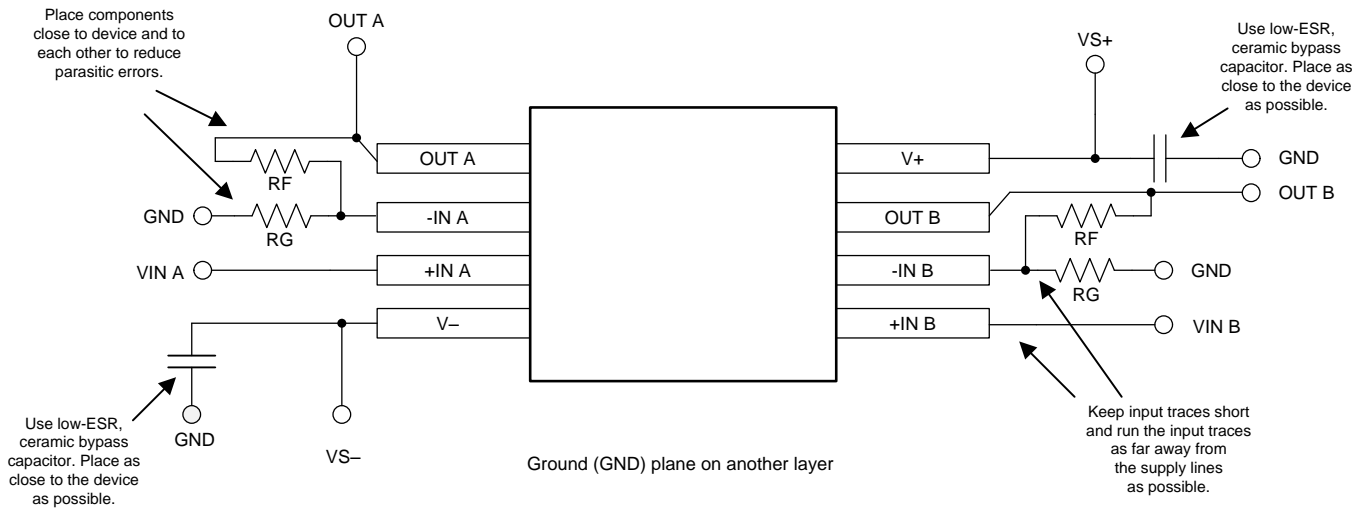 Place components
close to device and to
each other to reduce
parasitic errors.
OUT A
VS+
Use low-ESR,
ceramic bypass
capacitor. Place as
close to the device
as possible.
OUT A
V+
GND
RF
OUT B
GND
-IN A
OUT B
RG
RF
VIN A
+IN A
-IN B
GND
RG
V–
+IN B
VIN B
Use low-ESR,
ceramic bypass
capacitor. Place as
close to the device
as possible.
GND
VS–
Ground (GND) plane on another layer
Keep input traces short
and run the input traces
as far away from
the supply lines
as possible.